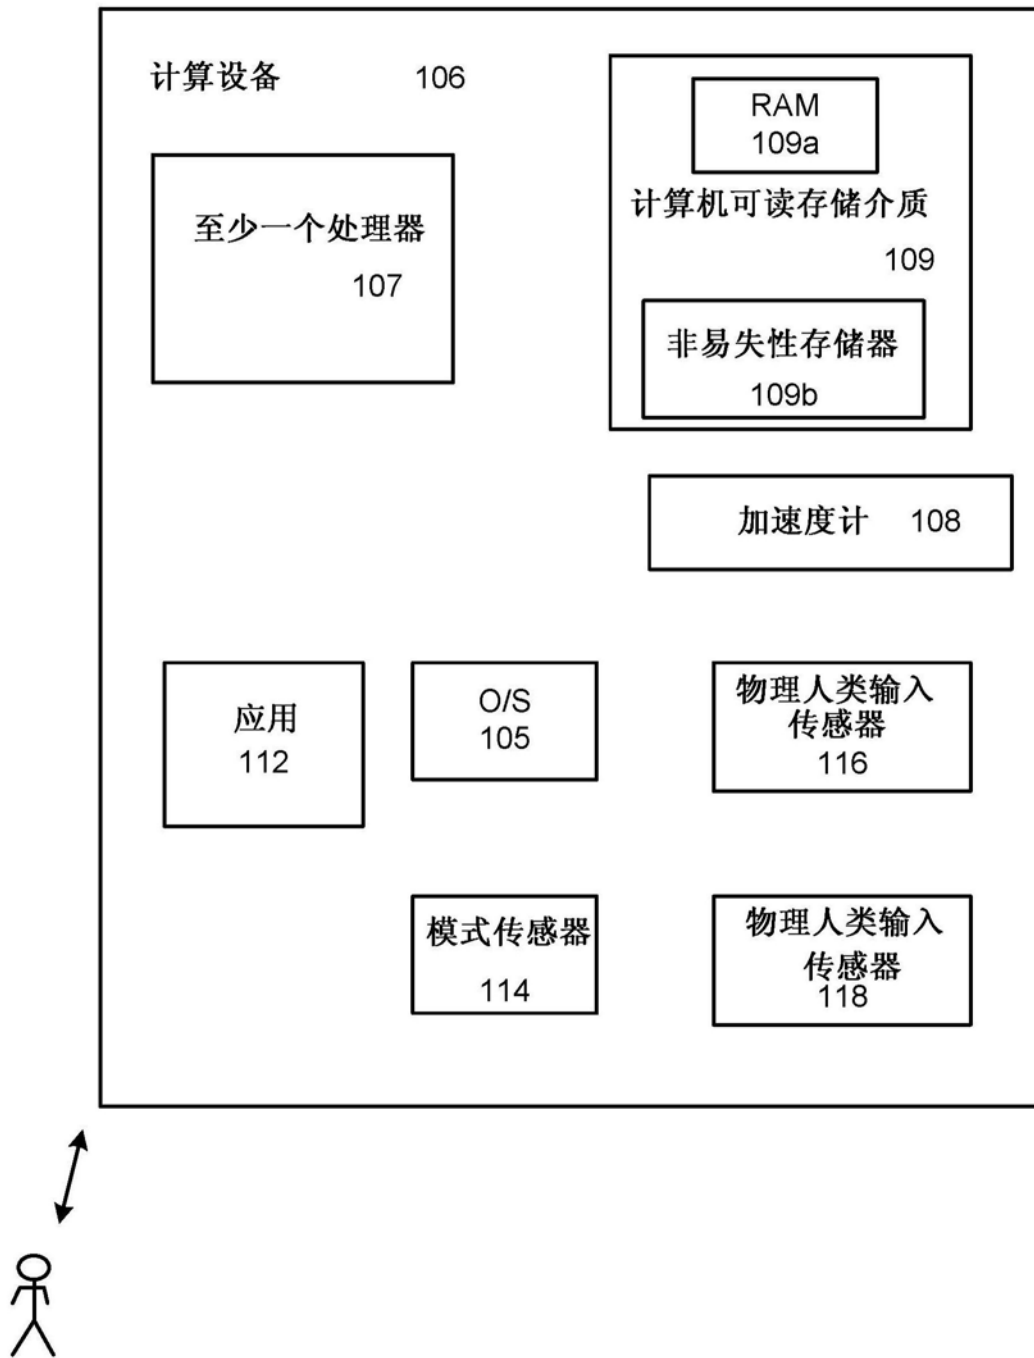 计算设备 106
RAM
109a
计算机可读存储介质
109
至少一个处理器
107
非易失性存储器
109b
加速度计 108
应用
112
O/S
105
物理人类输入
传感器
116
模式传感器
114
物理人类输入
传感器
118